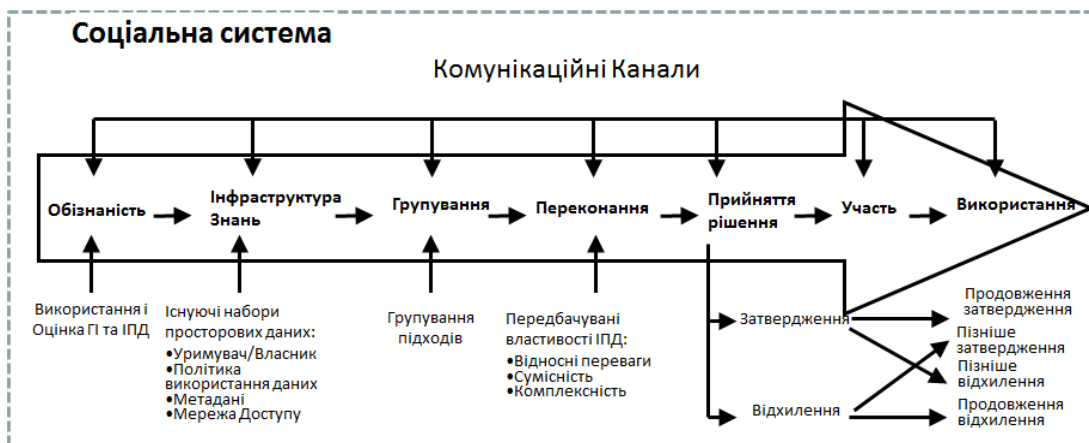 Соціальна система
Комунікаційні Канали
Обізнаність
Інфраструктура
Знань
Групування
Переконання
Прийняття
рішення
Участь
Використання
Використання і
Оцінка ГІ та ІПД
Існуючі набори
просторових даних:
•Уримувач/Власник
•Політика
використання даних
•Метадані
•Мережа Доступу
Групування
підходів
Передбачувані
властивості ІПД:
•Відносні переваги
•Сумісність
•Комплексність
Затвердження
Відхилення
Продовження
затвердження
Пізніше
затвердження
Пізніше
відхилення
Продовження
відхилення